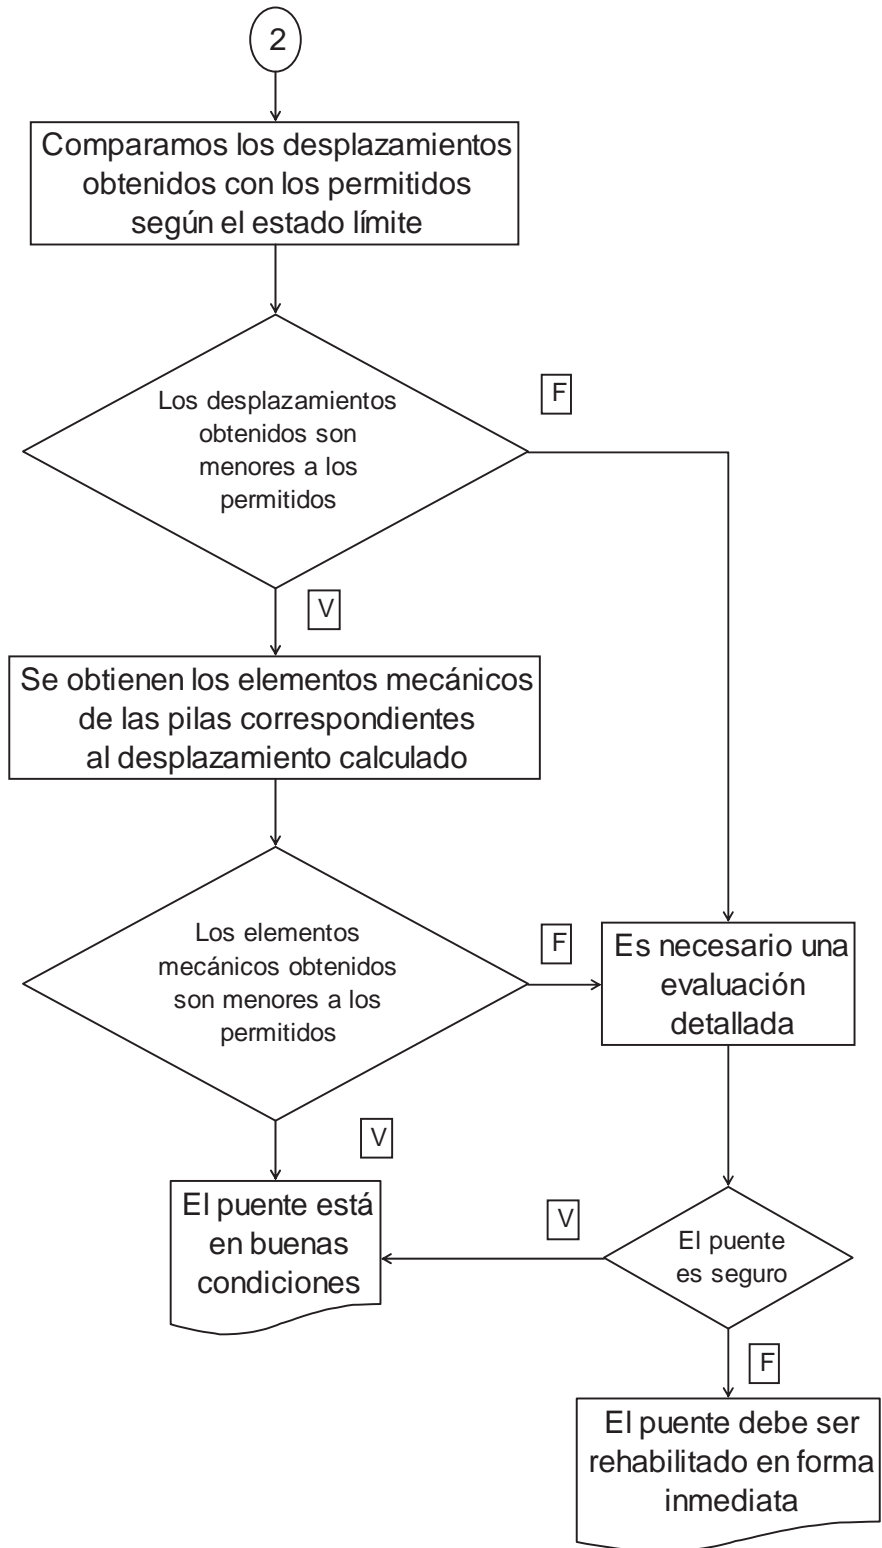 2
Comparamos los desplazamientos
obtenidos con los permitidos
según el estado límite
Los desplazamientos
obtenidos son
menores a los
permitidos
F
V
Se obtienen los elementos mecánicos
de las pilas correspondientes
al desplazamiento calculado
Los elementos
mecánicos obtenidos
son menores a los
permitidos
F
Es necesario una
evaluación
detallada
V
El puente está
en buenas
condiciones
V
El puente
es seguro
F
El puente debe ser
rehabilitado en forma
inmediata